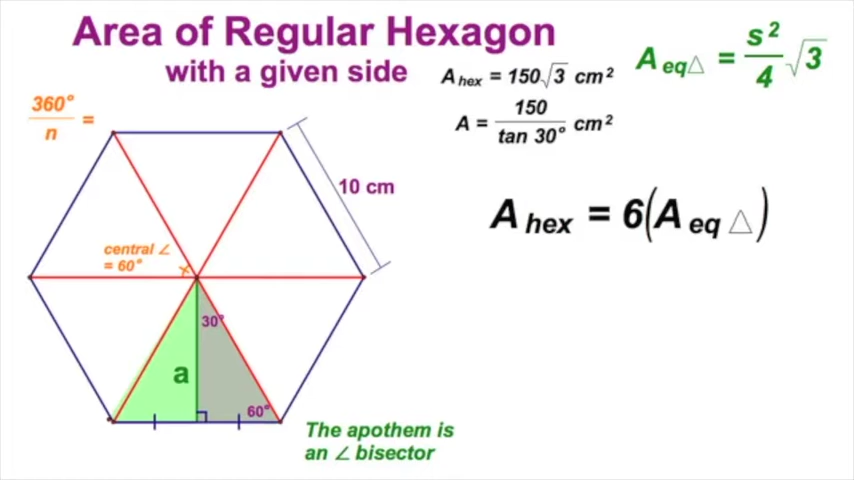 Area of Regular Hexagon
with a given side
A hex = 150√3 cm²
A = 150/tan 30° cm²
A eq△ = s²/4 √3
360°/n =
10 cm
A hex = 6(A eq △)
central ∠
= 60°
30°
a
60°
The apothem is
an ∠ bisector